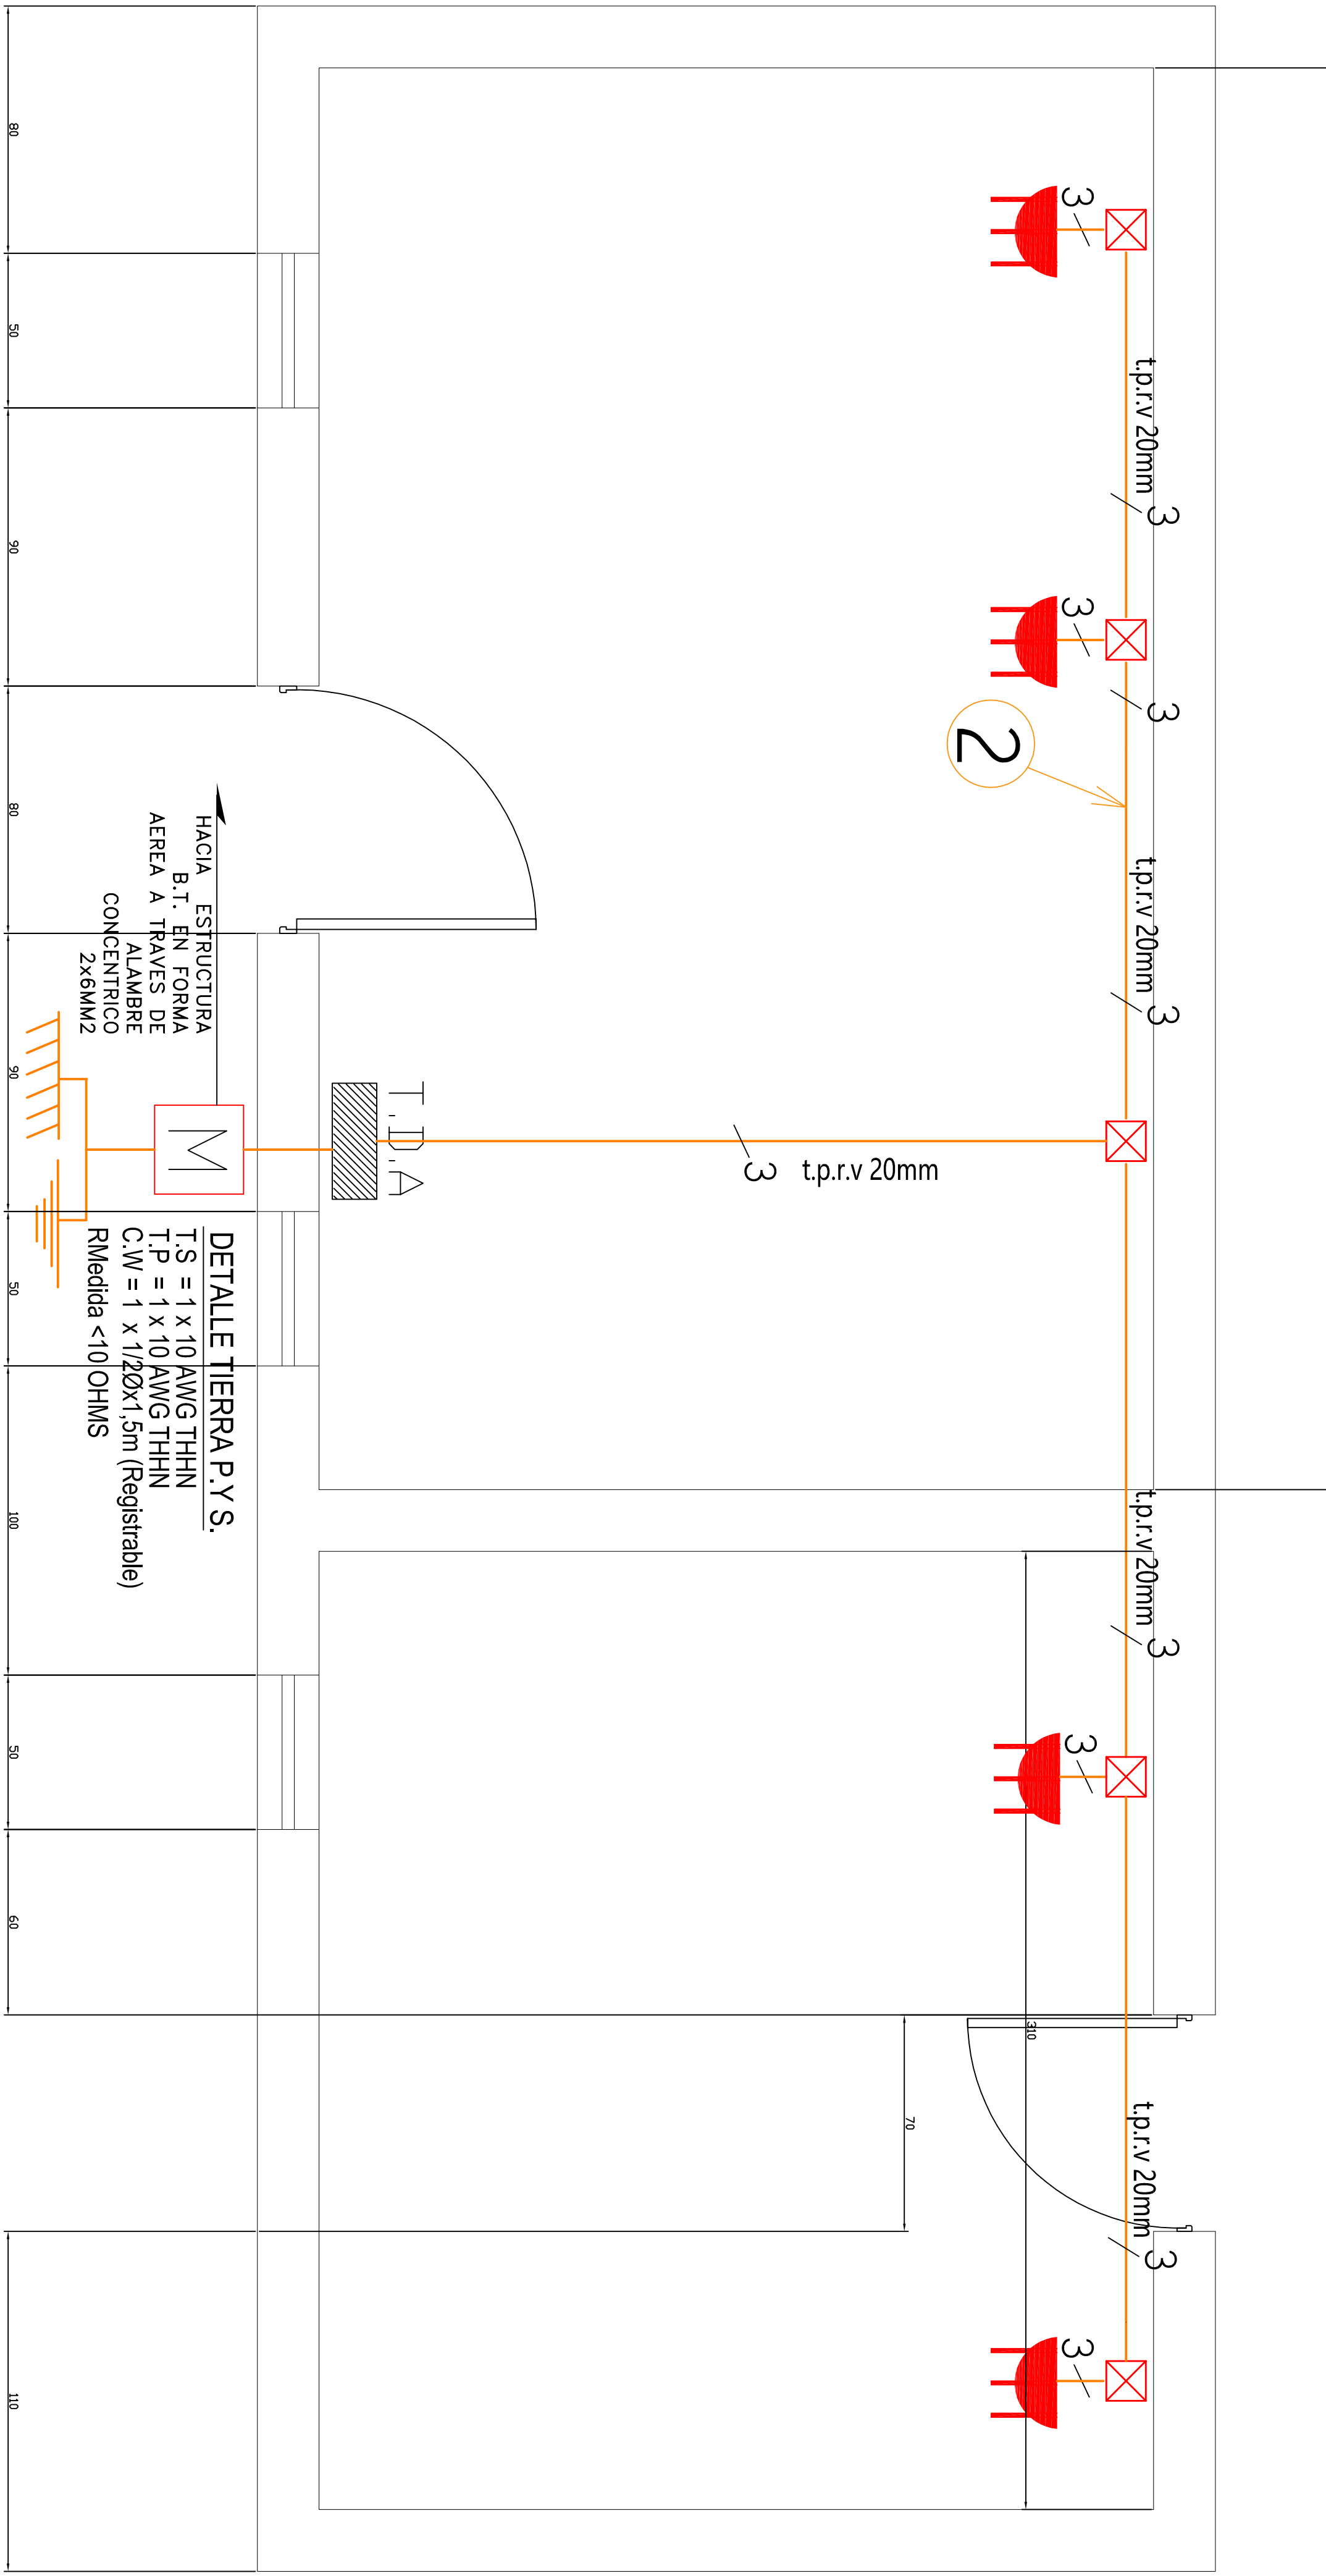 3
3
3
3
t.p.r.v 20mm
3
3
t.p.r.v 20mm
3
t.p.r.v 20mm
3
t.p.r.v 20mm
3
2
t.p.r.v 20mm
3
310
70
T.D.A
M
HACIA ESTRUCTURA
B.T. EN FORMA
AEREA A TRAVES DE
ALAMBRE
CONCENTRICO
2x6MM2
DETALLE TIERRA P.Y S.
T.S = 1 x 10 AWG THHN
T.P = 1 x 10 AWG THHN
C.W = 1 x 1/2Øx1,5m (Registrable)
RMedida <10 OHMS
80
50
90
80
90
50
100
50
60
110